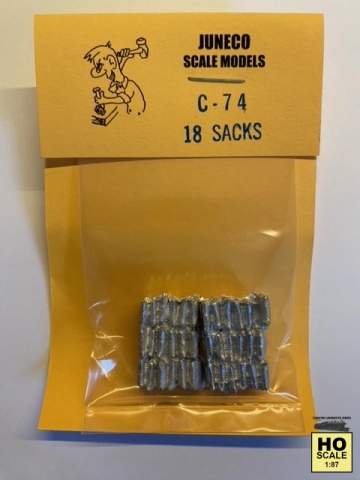 JUNECO
SCALE MODELS
C-74
18 SACKS
HO
SCALE
1:87